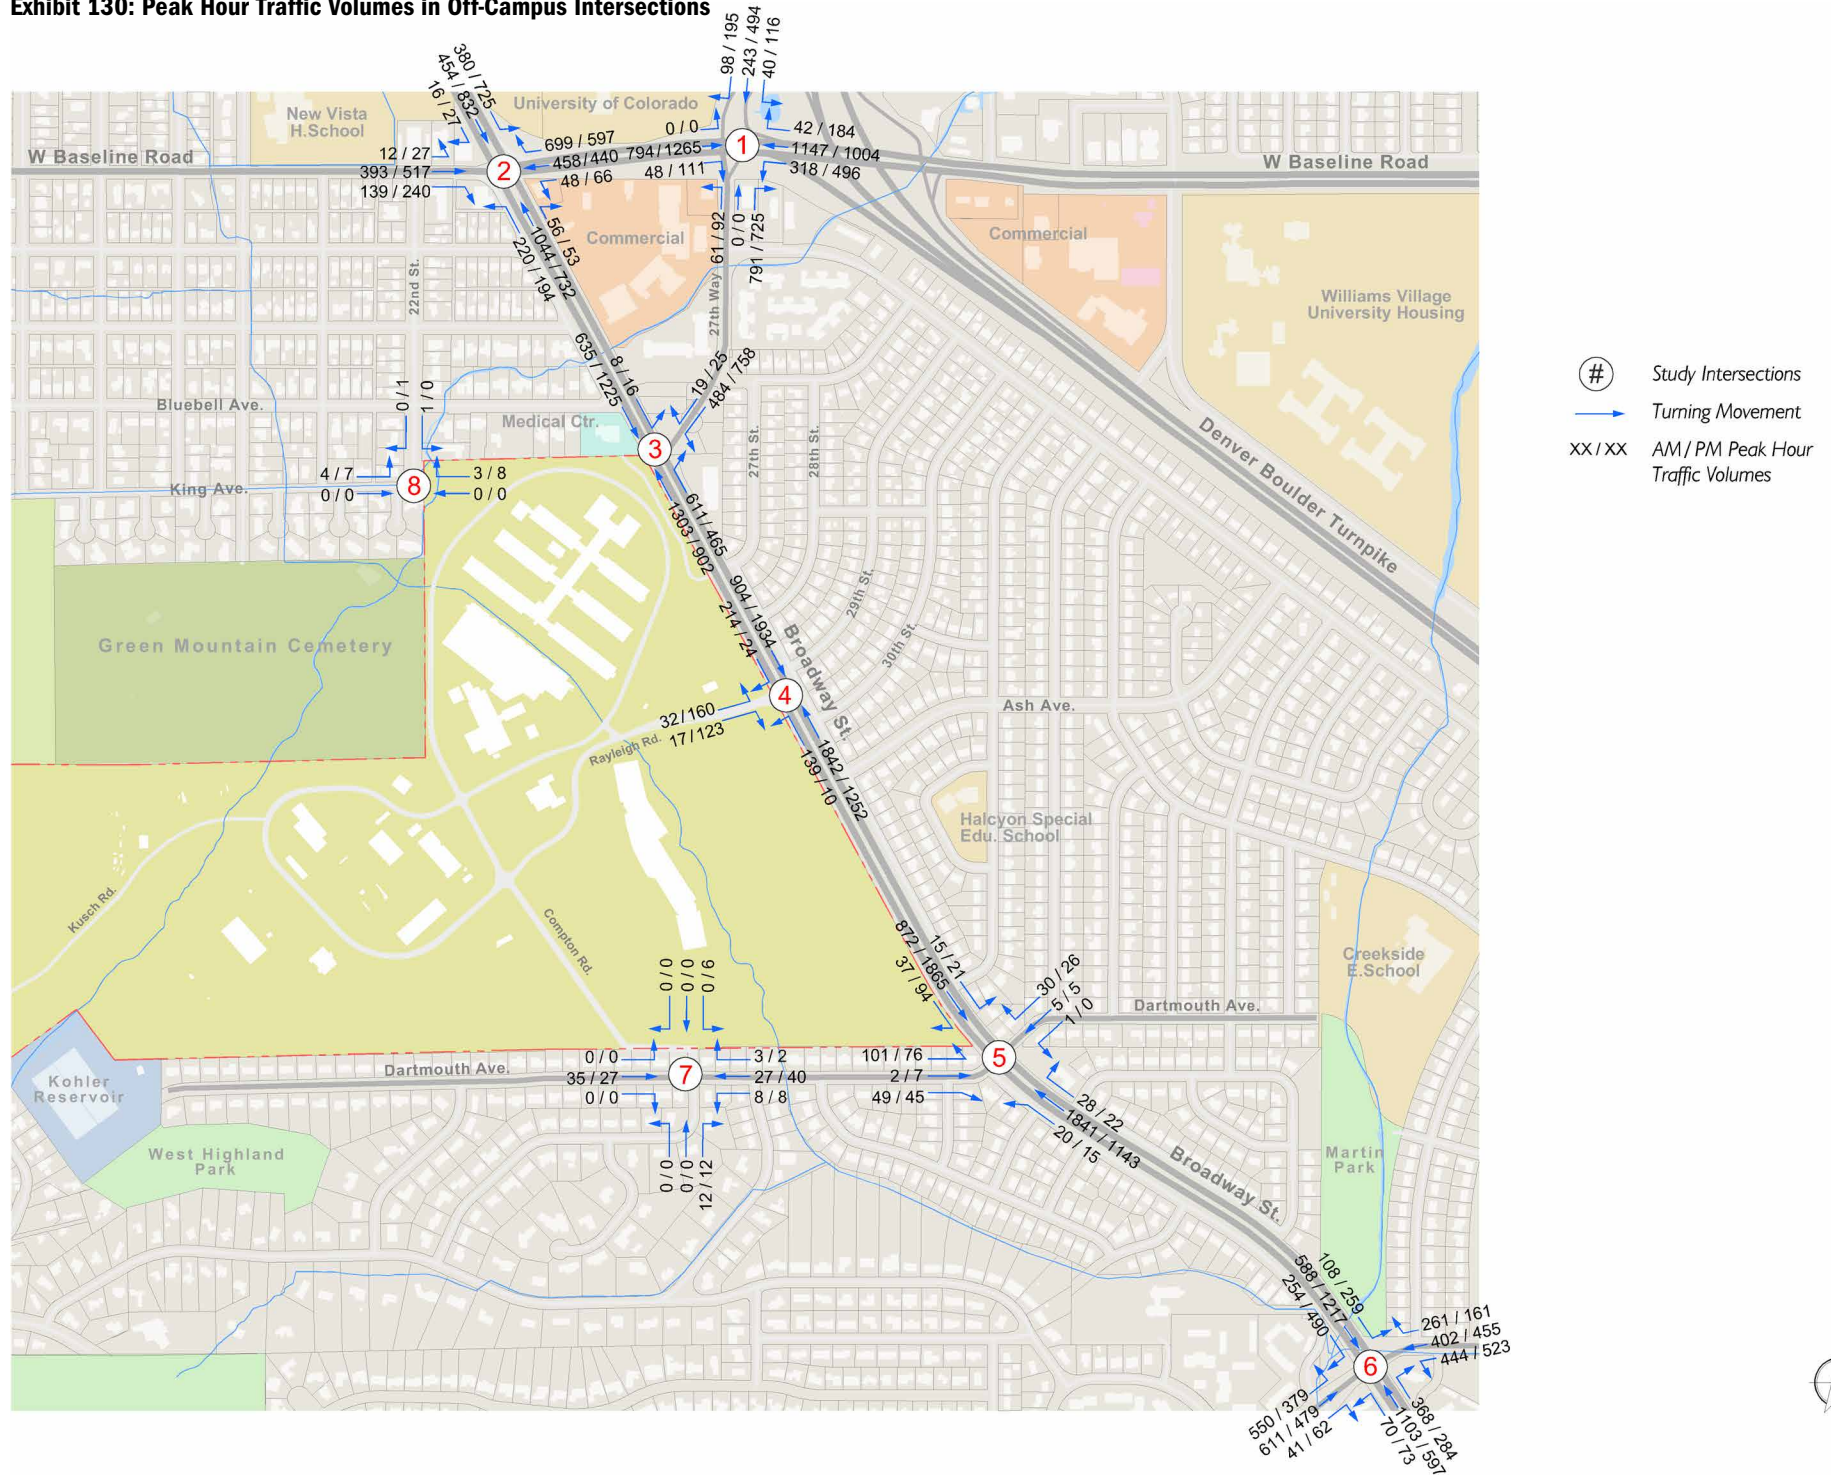 Exhibit 130: Peak Hour Traffic Volumes in Off-Campus Intersections
98 / 195
243 / 494
40 / 116
380 / 725
454 / 832
16 / 27
New Vista
H.School
University of Colorado
W Baseline Road
12 / 27
393 / 517
139 / 240
2
699 / 597
458 / 440
48 / 66
0 / 0
794 / 1265
48 / 111
1
42 / 184
1147 / 1004
318 / 496
W Baseline Road
56 / 53
1044 / 732
220 / 194
Commercial
61 / 92
0 / 0
791 / 725
Commercial
27th Way
22nd St.
Williams Village
University Housing
#
Study Intersections
Turning Movement
XX / XX
AM / PM Peak Hour
Traffic Volumes
635 / 1225
8 / 16
19 / 25
484 / 758
0 / 1
1 / 0
Bluebell Ave.
Medical Ctr.
3
27th St.
28th St.
Denver Boulder Turnpike
4 / 7
0 / 0
King Ave.
8
3 / 8
0 / 0
611 / 465
1303 / 902
904 / 1934
214 / 24
29th St.
30th St.
Broadway St.
Green Mountain Cemetery
4
32 / 160
17 / 123
Rayleigh Rd.
Ash Ave.
1842 / 1252
139 / 10
Halcyon Special
Edu. School
Kusch Rd.
Compton Rd.
872 / 1865
15 / 21
37 / 94
0 / 0
0 / 0
0 / 6
30 / 26
5 / 5
1 / 0
Creekside
E.School
Dartmouth Ave.
Kohler
Reservoir
Dartmouth Ave.
0 / 0
35 / 27
0 / 0
7
3 / 2
27 / 40
8 / 8
101 / 76
2 / 7
49 / 45
5
28 / 22
1841 / 1143
20 / 15
0 / 0
0 / 0
12 / 12
West Highland
Park
Broadway St.
Martin
Park
108 / 259
588 / 1217
254 / 490
261 / 161
402 / 455
444 / 523
6
550 / 379
611 / 479
41 / 62
368 / 284
1103 / 597
70 / 73